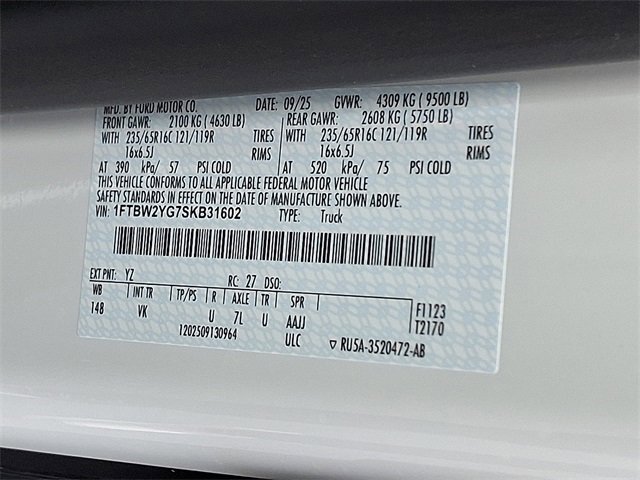 MFD. BY FORD MOTOR CO.
DATE: 09/25 GVWR: 4309 KG ( 9500 LB)
FRONT GAWR: 2100 KG ( 4630 LB) REAR GAWR: 2608 KG ( 5750 LB)
WITH 235/65R16C 121/119R TIRES WITH 235/65R16C 121/119R TIRES
16x6.5J RIMS 16x6.5J RIMS
AT 390 kPa/ 57 PSI COLD AT 520 kPa/ 75 PSI COLD
THIS VEHICLE CONFORMS TO ALL APPLICABLE FEDERAL MOTOR VEHICLE
SAFETY STANDARDS IN EFFECT ON THE DATE OF MANUFACTURE SHOWN ABOVE.
VIN: 1FTBW2YG7SKB31602 TYPE: Truck
EXT PNT: YZ RC: 27 DSO:
WB INT TR TP/PS R AXLE TR SPR F1123
148 VK U 7L U AAJJ T2170
1202509130964 ULC ▽ RU5A-3520472-AB